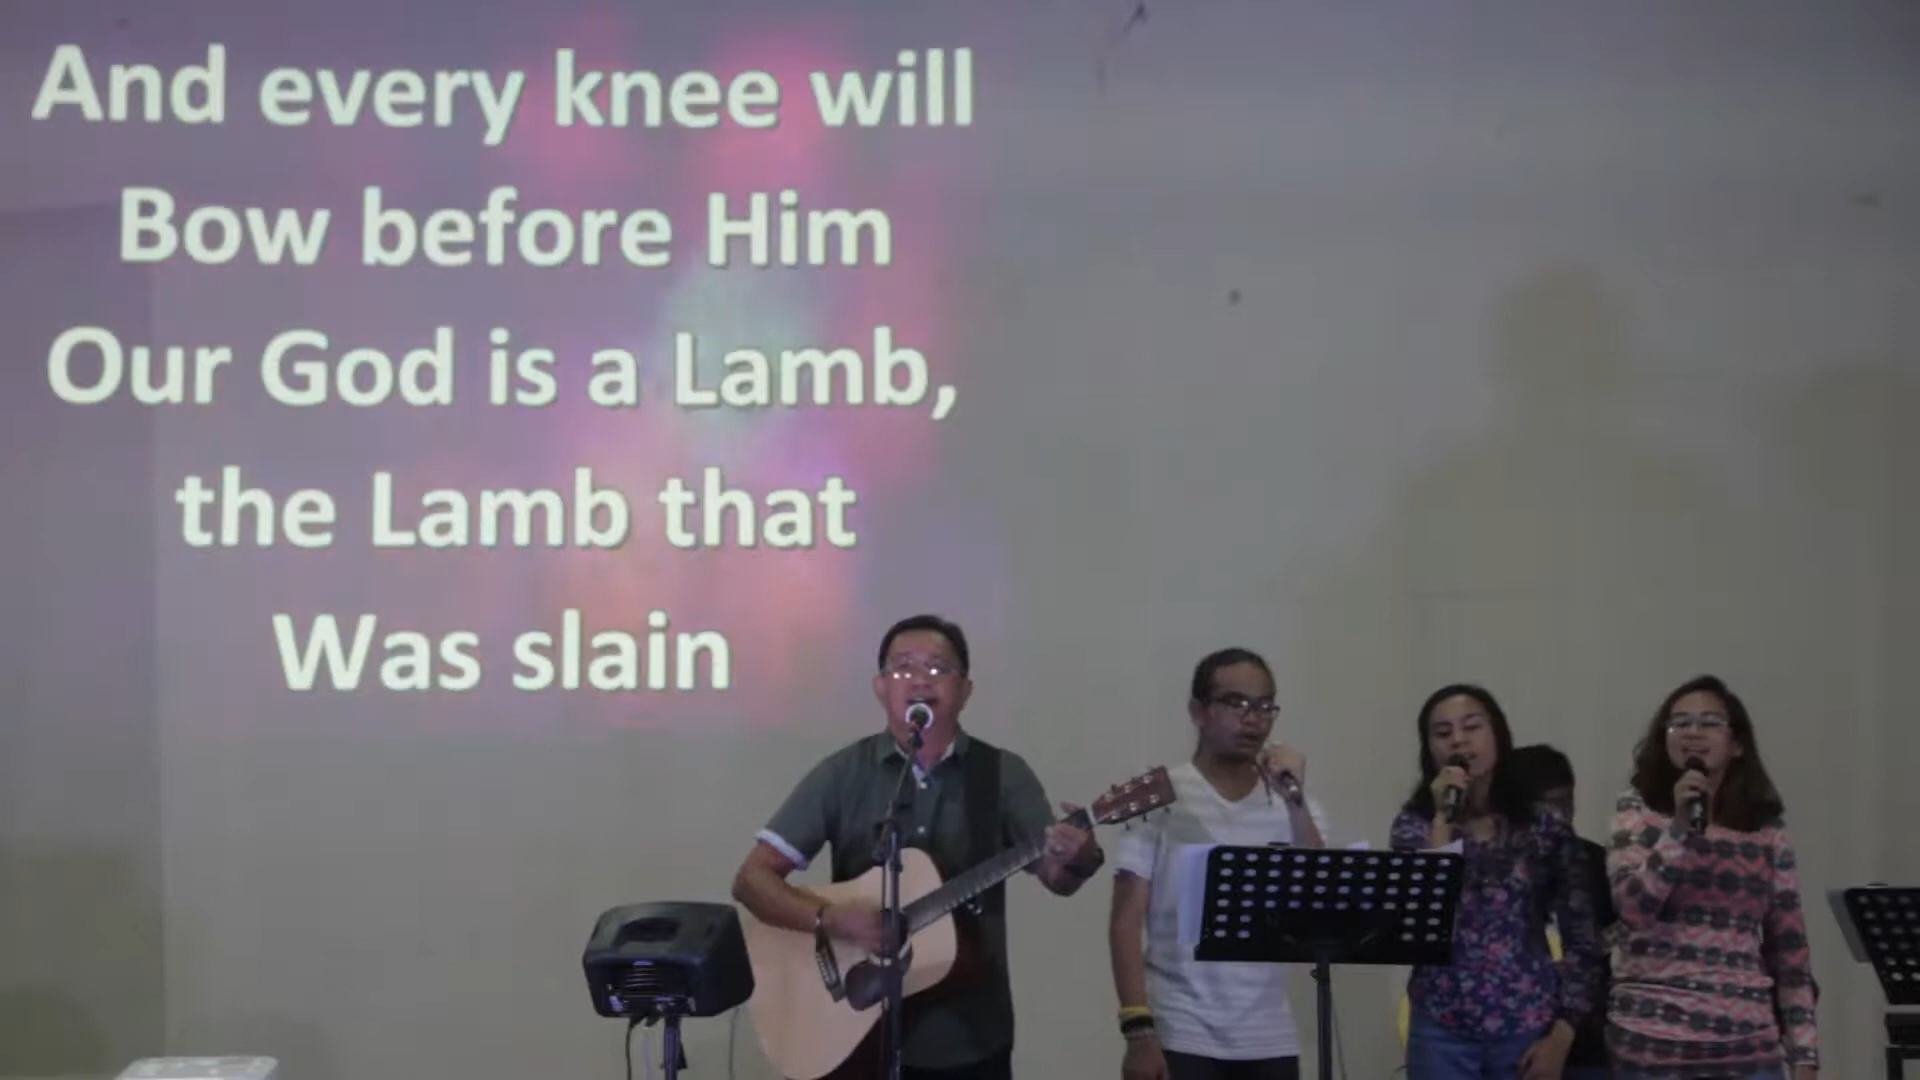 And every knee will
Bow before Him
Our God is a Lamb,
the Lamb that
Was slain